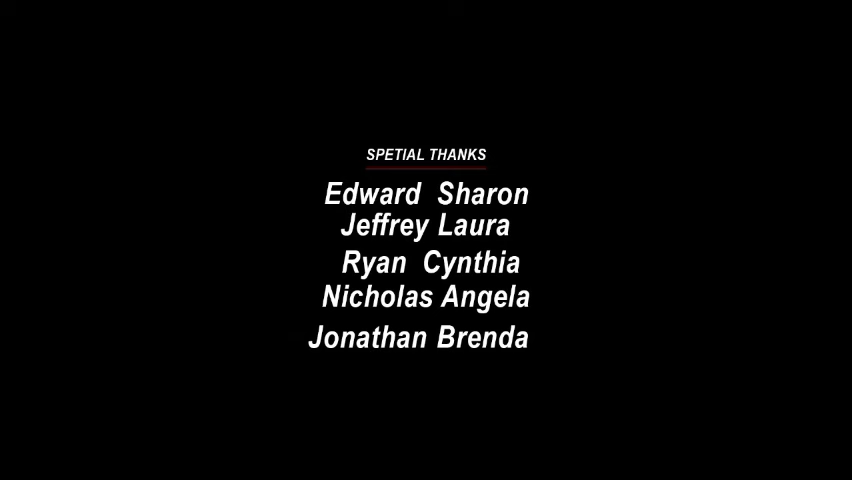 SPETIAL THANKS
Edward Sharon
Jeffrey Laura
Ryan Cynthia
Nicholas Angela
Jonathan Brenda